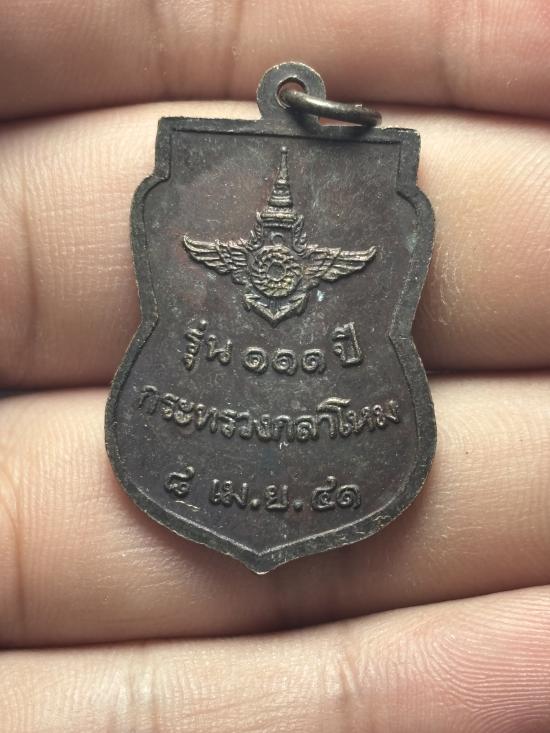 รุ่น ๑๑๑ ปี
กระทรวงกลาโหม
๘ เม.ย. ๔๑